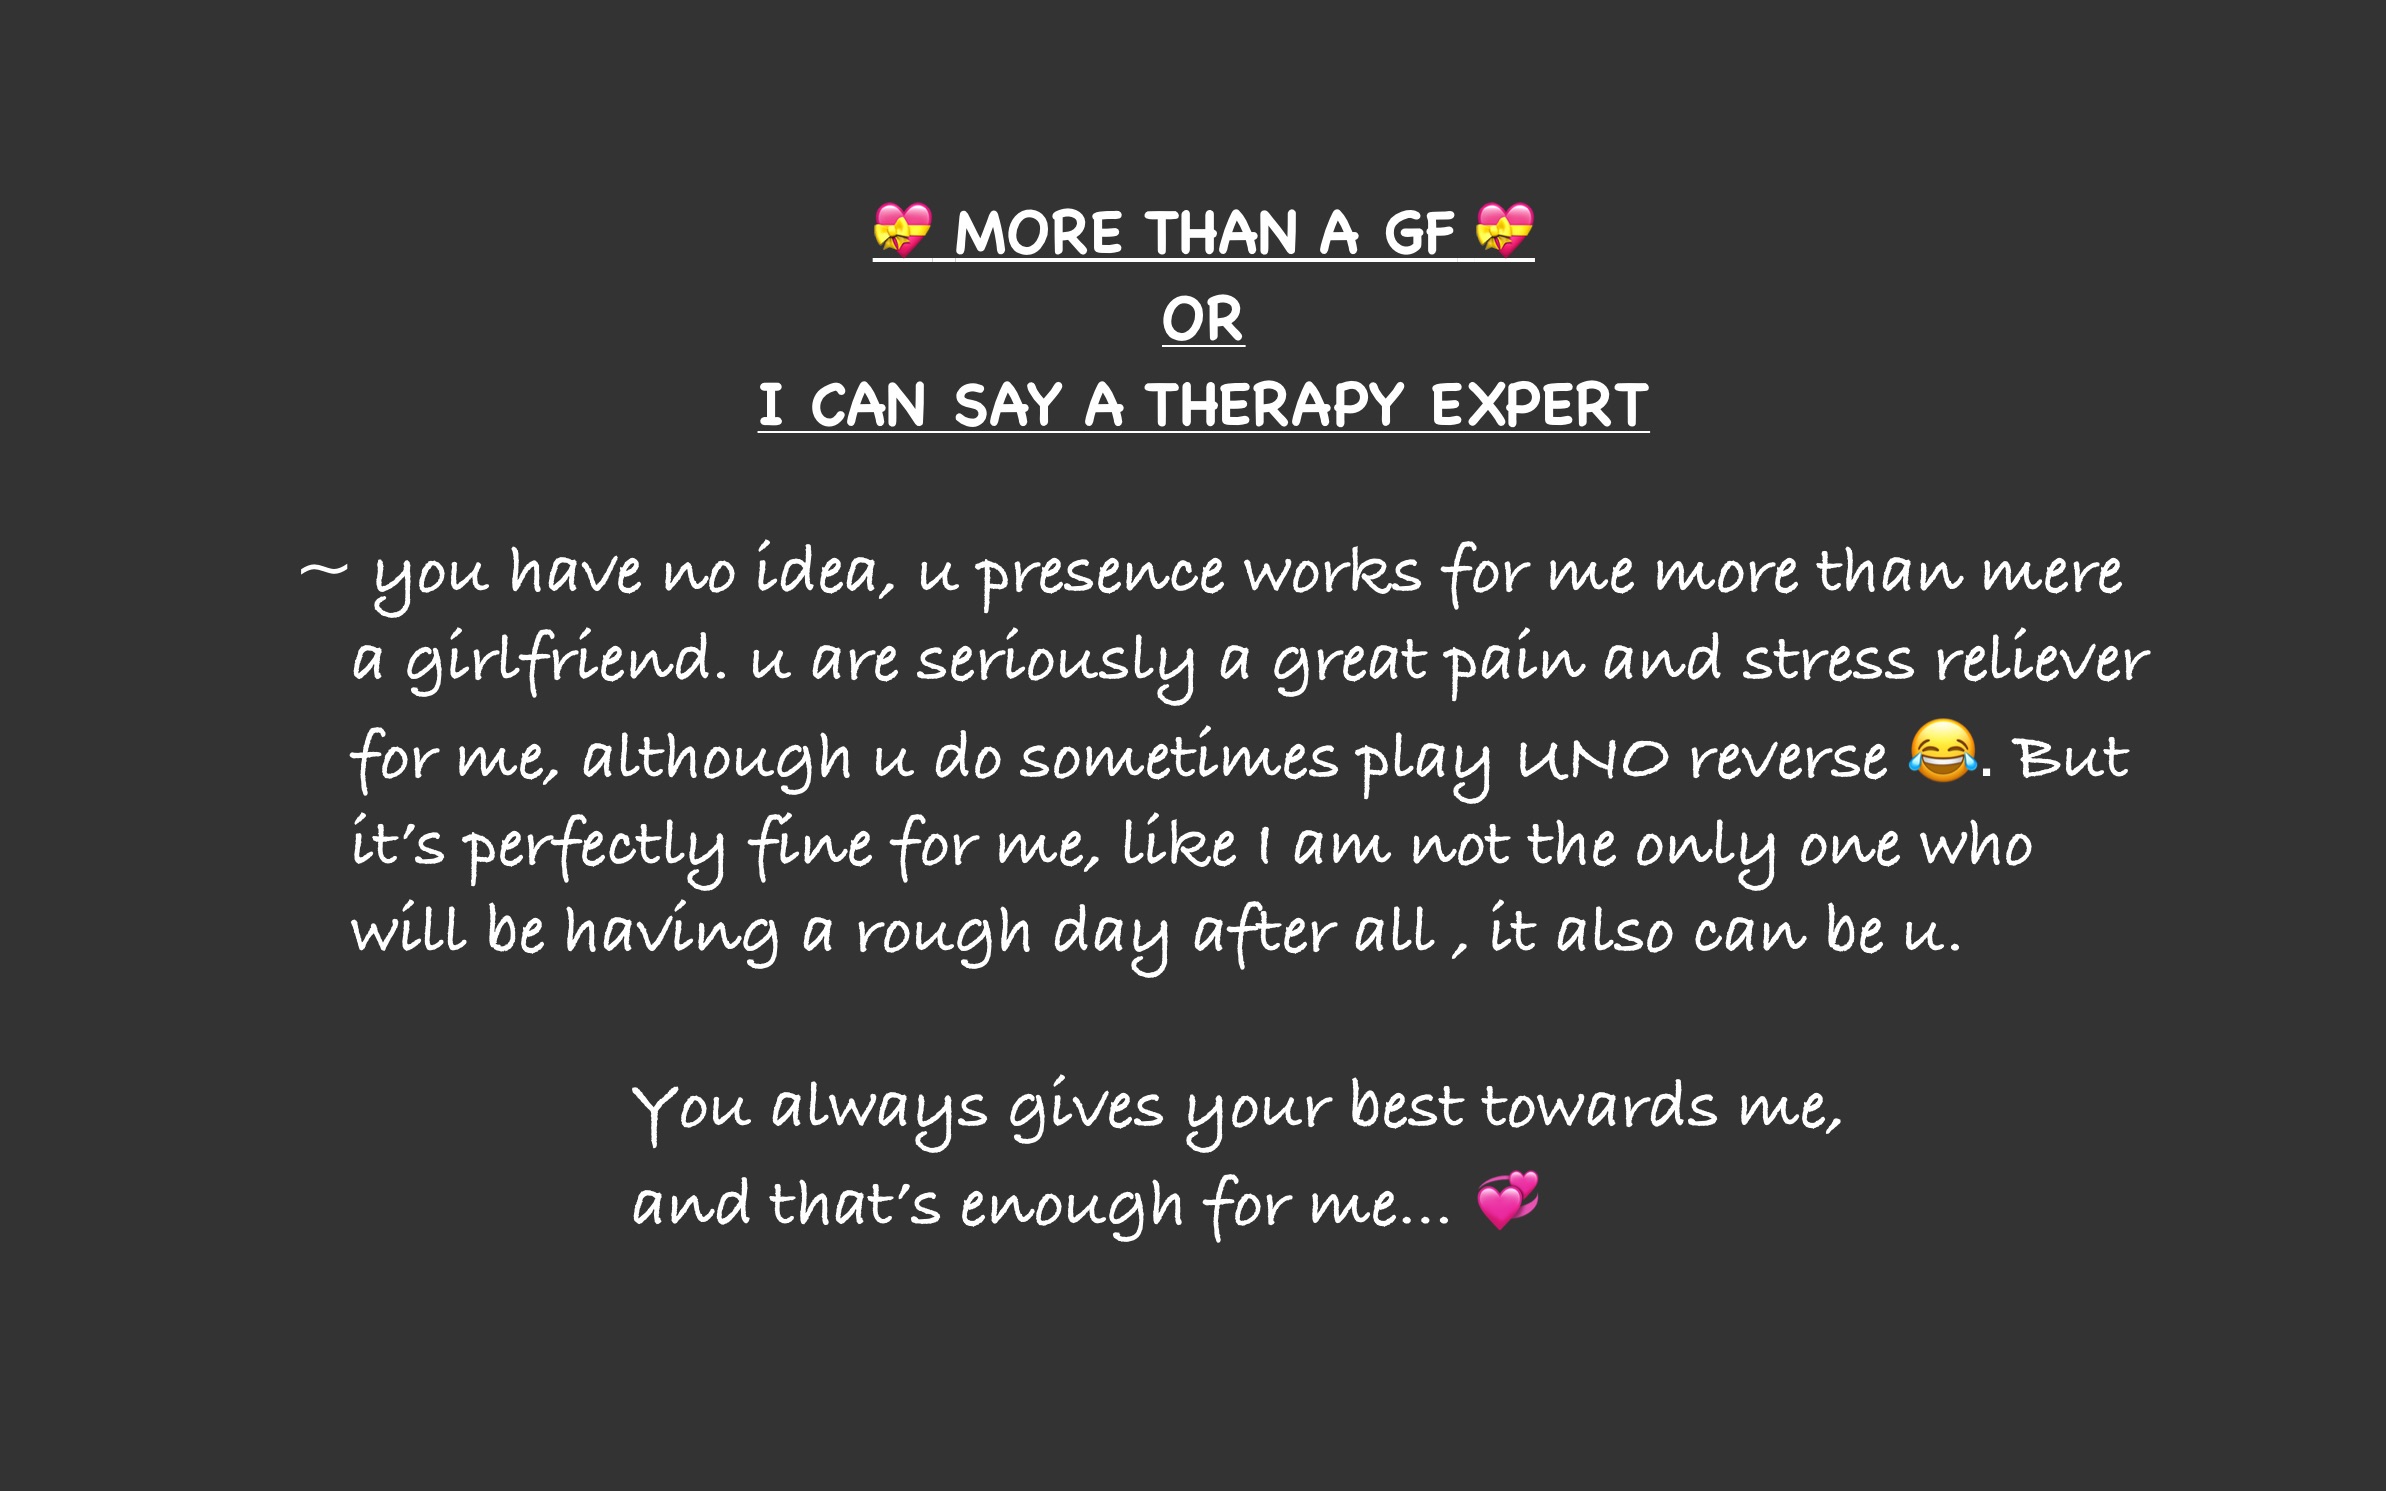 💝 MORE THAN A GF 💝
OR
I CAN SAY A THERAPY EXPERT
~ you have no idea, u presence works for me more than mere
a girlfriend. u are seriously a great pain and stress reliever
for me, although u do sometimes play UNO reverse 😂. But
it's perfectly fine for me, like I am not the only one who
will be having a rough day after all , it also can be u.
You always gives your best towards me,
and that's enough for me... 💞